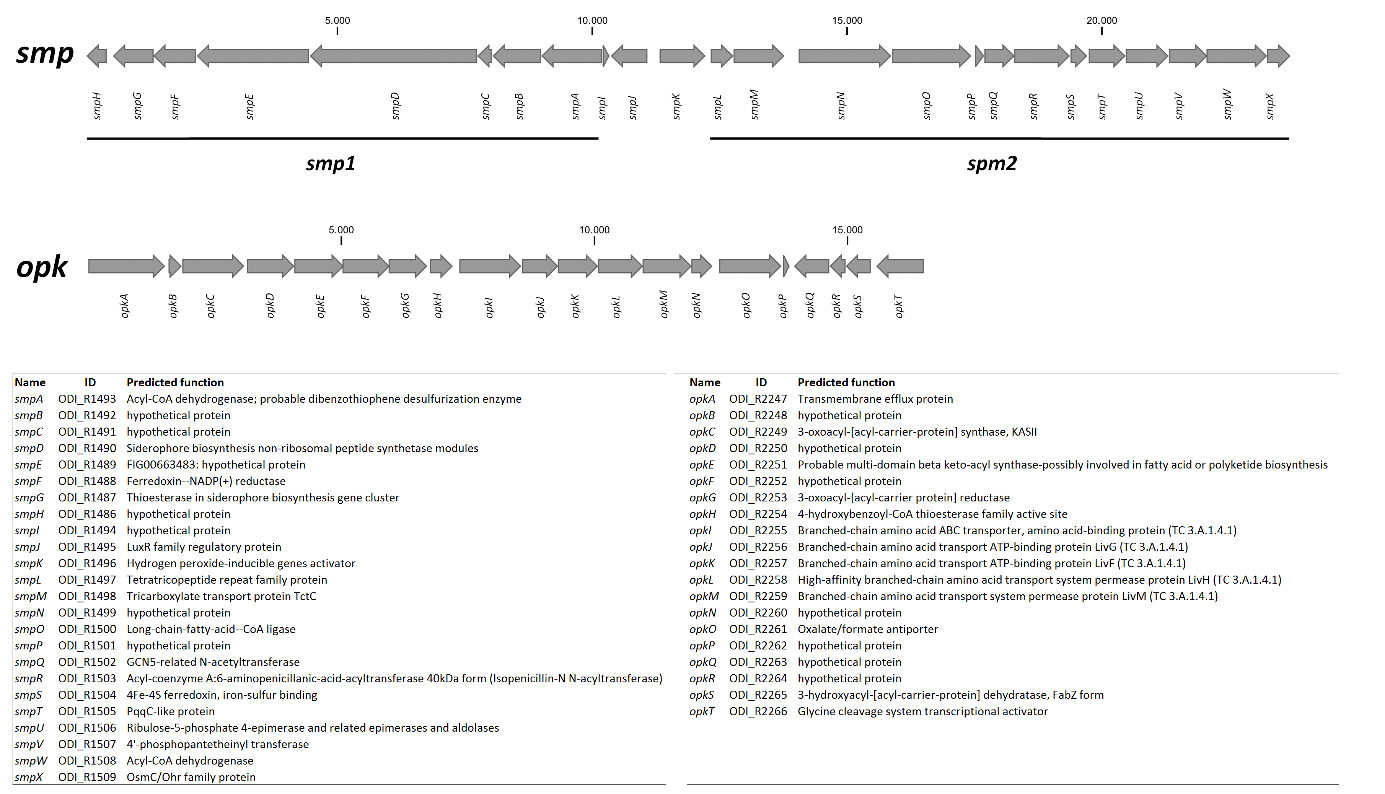 5.000 10.000 15.000 20.000
smp
smpH smpG smpF smpE smpD smpC smpB smpA smpI smpJ smpK smpL smpM smpN smpO smpP smpQ smpR smpS smpT smpU smpV smpW smpX
smp1 spm2
5.000 10.000 15.000
opk
opkA opkB opkC opkD opkE opkF opkG opkH opkI opkJ opkK opkL opkM opkN opkO opkP opkQ opkR opkS opkT
Name ID Predicted function
smpA ODI_R1493 Acyl-CoA dehydrogenase; probable dibenzothiophene desulfurization enzyme
smpB ODI_R1492 hypothetical protein
smpC ODI_R1491 hypothetical protein
smpD ODI_R1490 Siderophore biosynthesis non-ribosomal peptide synthetase modules
smpE ODI_R1489 FIG00663483: hypothetical protein
smpF ODI_R1488 Ferredoxin--NADP(+) reductase
smpG ODI_R1487 Thioesterase in siderophore biosynthesis gene cluster
smpH ODI_R1486 hypothetical protein
smpI ODI_R1494 hypothetical protein
smpJ ODI_R1495 LuxR family regulatory protein
smpK ODI_R1496 Hydrogen peroxide-inducible genes activator
smpL ODI_R1497 Tetratricopeptide repeat family protein
smpM ODI_R1498 Tricarboxylate transport protein TctC
smpN ODI_R1499 hypothetical protein
smpO ODI_R1500 Long-chain-fatty-acid--CoA ligase
smpP ODI_R1501 hypothetical protein
smpQ ODI_R1502 GCN5-related N-acetyltransferase
smpR ODI_R1503 Acyl-coenzyme A:6-aminopenicillanic-acid-acyltransferase 40kDa form (Isopenicillin-N N-acyltransferase)
smpS ODI_R1504 4Fe-4S ferredoxin, iron-sulfur binding
smpT ODI_R1505 PqqC-like protein
smpU ODI_R1506 Ribulose-5-phosphate 4-epimerase and related epimerases and aldolases
smpV ODI_R1507 4'-phosphopantetheinyl transferase
smpW ODI_R1508 Acyl-CoA dehydrogenase
smpX ODI_R1509 OsmC/Ohr family protein
Name ID Predicted function
opkA ODI_R2247 Transmembrane efflux protein
opkB ODI_R2248 hypothetical protein
opkC ODI_R2249 3-oxoacyl-[acyl-carrier-protein] synthase, KASII
opkD ODI_R2250 hypothetical protein
opkE ODI_R2251 Probable multi-domain beta keto-acyl synthase-possibly involved in fatty acid or polyketide biosynthesis
opkF ODI_R2252 hypothetical protein
opkG ODI_R2253 3-oxoacyl-[acyl-carrier protein] reductase
opkH ODI_R2254 4-hydroxybenzoyl-CoA thioesterase family active site
opkI ODI_R2255 Branched-chain amino acid ABC transporter, amino acid-binding protein (TC 3.A.1.4.1)
opkJ ODI_R2256 Branched-chain amino acid transport ATP-binding protein LivG (TC 3.A.1.4.1)
opkK ODI_R2257 Branched-chain amino acid transport ATP-binding protein LivF (TC 3.A.1.4.1)
opkL ODI_R2258 High-affinity branched-chain amino acid transport system permease protein LivH (TC 3.A.1.4.1)
opkM ODI_R2259 Branched-chain amino acid transport system permease protein LivM (TC 3.A.1.4.1)
opkN ODI_R2260 hypothetical protein
opkO ODI_R2261 Oxalate/formate antiporter
opkP ODI_R2262 hypothetical protein
opkQ ODI_R2263 hypothetical protein
opkR ODI_R2264 hypothetical protein
opkS ODI_R2265 3-hydroxyacyl-[acyl-carrier-protein] dehydratase, FabZ form
opkT ODI_R2266 Glycine cleavage system transcriptional activator